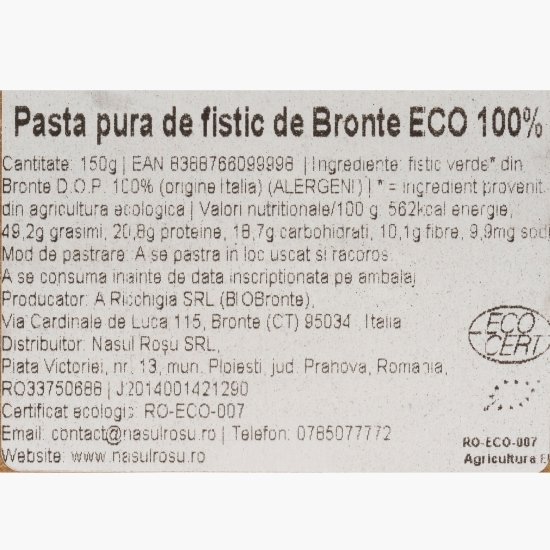 Pasta pura de fistic de Bronte ECO 100%
Cantitate: 150g | EAN 8388766099998 | Ingrediente: fistic verde* din
Bronte D.O.P. 100% (origine Italia) (ALERGENI) | * = ingredient provenit
din agricultura ecologica | Valori nutritionale/100 g: 562kcal energie,
49,2g grasimi, 20,8g proteine, 18,7g carbohidrati, 10,1g fibre, 9,9mg sodi
Mod de pastrare: A se pastra in loc uscat si racoros.
A se consuma inainte de data inscriptionata pe ambalaj
Producator: A Ricchigia SRL (BIOBronte),
Via Cardinale de Luca 115, Bronte (CT) 95034, Italia
Distribuitor: Nasul Roșu SRL,
Piata Victoriei, nr. 13, mun. Ploiesti, jud. Prahova, Romania,
RO33750686 | J2014001421290
Certificat ecologic: RO-ECO-007
Email: contact@nasulrosu.ro | Telefon: 0785077772
Website: www.nasulrosu.ro
ECO
CERT
RO-ECO-007
Agricultura